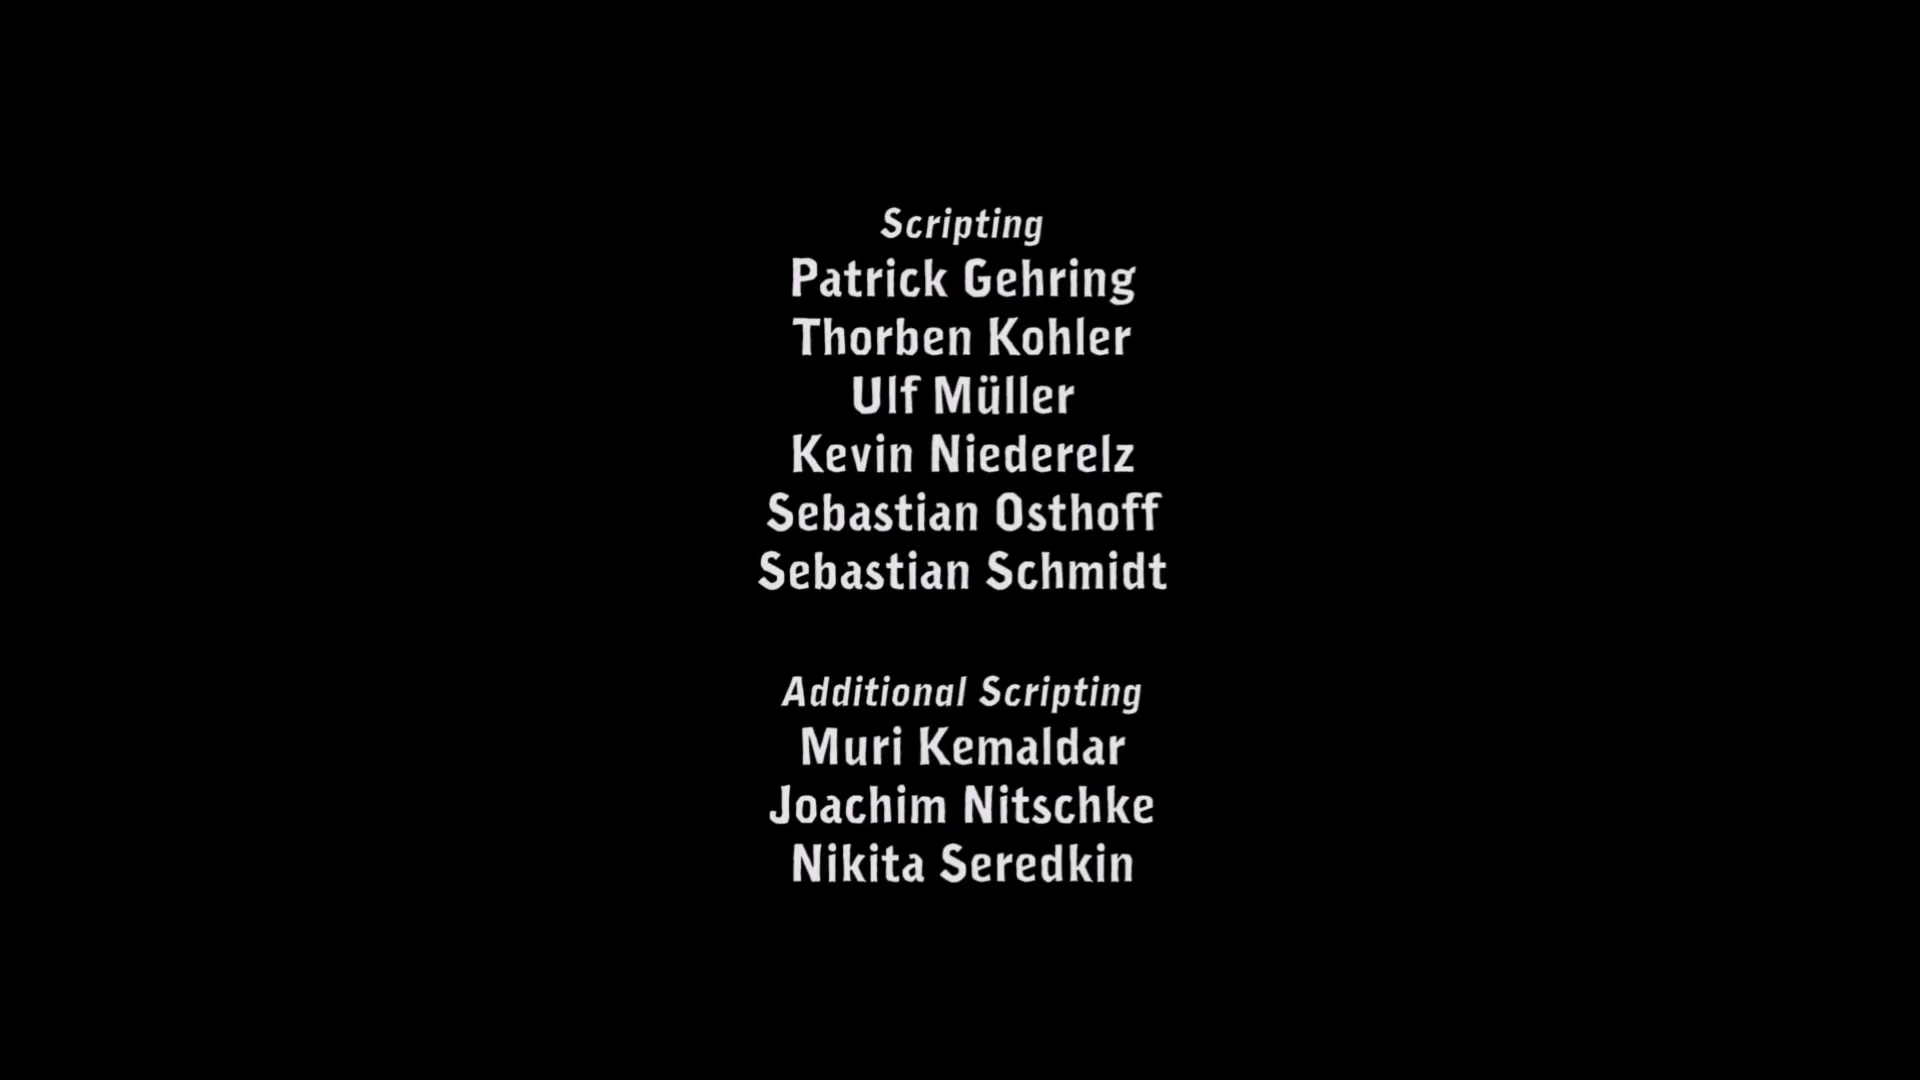 Scripting
Patrick Gehring
Thorben Kohler
Ulf Müller
Kevin Niederelz
Sebastian Osthoff
Sebastian Schmidt
Additional Scripting
Muri Kemaldar
Joachim Nitschke
Nikita Seredkin